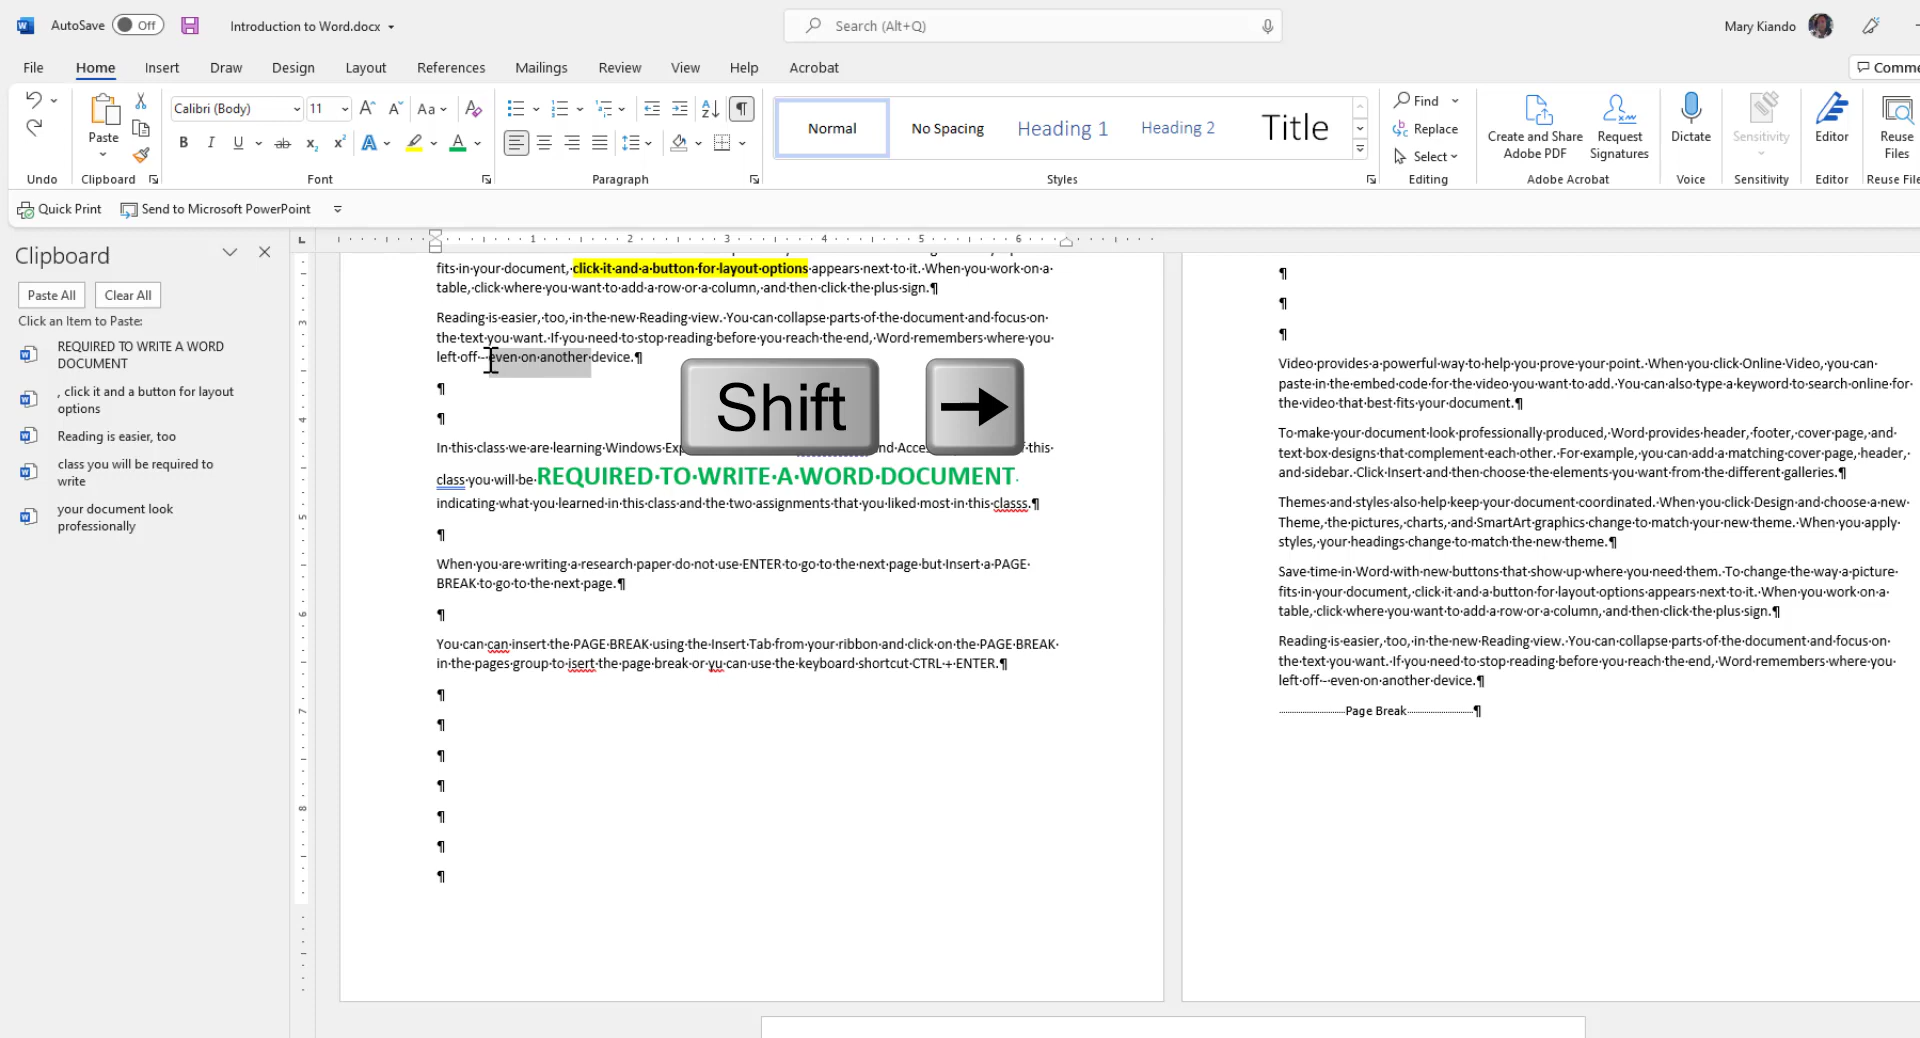 AutoSave Off Introduction to Word.docx Search (Alt+Q) Mary Kiando
File Home Insert Draw Design Layout References Mailings Review View Help Acrobat
Calibri (Body) 11 Aa
Paste
B I U ab x₂ x² A A
Normal No Spacing Heading 1 Heading 2 Title
Find
Replace
Select
Create and Share
Adobe PDF
Request
Signatures
Dictate
Sensitivity
Editor
Reuse
Files
Undo Clipboard Font Paragraph Styles Editing Adobe Acrobat Voice Sensitivity Editor
Quick Print Send to Microsoft PowerPoint
Clipboard
Paste All Clear All
Click an Item to Paste:
REQUIRED TO WRITE A WORD
DOCUMENT
, click it and a button for layout
options
Reading is easier, too
class you will be required to
write
your document look
professionally
1 2 3 4 5 6
3
4
5
6
7
8
fits·in·your·document,·click·it·and·a·button·for·layout·options·appears·next·to·it.·When·you·work·on·a·
table,·click·where·you·want·to·add·a·row·or·a·column,·and·then·click·the·plus·sign.¶
Reading·is·easier,·too,·in·the·new·Reading·view.·You·can·collapse·parts·of·the·document·and·focus·on·
the·text·you·want.·If·you·need·to·stop·reading·before·you·reach·the·end,·Word·remembers·where·you·
left·off·-·even·on·another·device.¶
¶
Shift →
¶
In·this·class·we·are·learning·Windows·
this·
class·you·will·be·REQUIRED·TO·WRITE·A·WORD·DOCUMENT·
indicating·what·you·learned·in·this·class·and·the·two·assignments·that·you·liked·most·in·this·classs.¶
¶
When·you·are·writing·a·research·paper·do·not·use·ENTER·to·go·to·the·next·page·but·Insert·a·PAGE·
BREAK·to·go·to·the·next·page.¶
¶
You·can·can·insert·the·PAGE·BREAK·using·the·Insert·Tab·from·your·ribbon·and·click·on·the·PAGE·BREAK·
in·the·pages·group·to·isert·the·page·break·or·yu·can·use·the·keyboard·shortcut·CTRL·+·ENTER.¶
¶
¶
¶
¶
¶
¶
¶
¶
¶
¶
Video·provides·a·powerful·way·to·help·you·prove·your·point.·When·you·click·Online·Video,·you·can·
paste·in·the·embed·code·for·the·video·you·want·to·add.·You·can·also·type·a·keyword·to·search·online·for·
the·video·that·best·fits·your·document.¶
To·make·your·document·look·professionally·produced,·Word·provides·header,·footer,·cover·page,·and·
text·box·designs·that·complement·each·other.·For·example,·you·can·add·a·matching·cover·page,·header,·
and·sidebar.·Click·Insert·and·then·choose·the·elements·you·want·from·the·different·galleries.¶
Themes·and·styles·also·help·keep·your·document·coordinated.·When·you·click·Design·and·choose·a·new·
Theme,·the·pictures,·charts,·and·SmartArt·graphics·change·to·match·your·new·theme.·When·you·apply·
styles,·your·headings·change·to·match·the·new·theme.¶
Save·time·in·Word·with·new·buttons·that·show·up·where·you·need·them.·To·change·the·way·a·picture·
fits·in·your·document,·click·it·and·a·button·for·layout·options·appears·next·to·it.·When·you·work·on·a·
table,·click·where·you·want·to·add·a·row·or·a·column,·and·then·click·the·plus·sign.¶
Reading·is·easier,·too,·in·the·new·Reading·view.·You·can·collapse·parts·of·the·document·and·focus·on·
the·text·you·want.·If·you·need·to·stop·reading·before·you·reach·the·end,·Word·remembers·where·you·
left·off·-·even·on·another·device.¶
Page Break¶